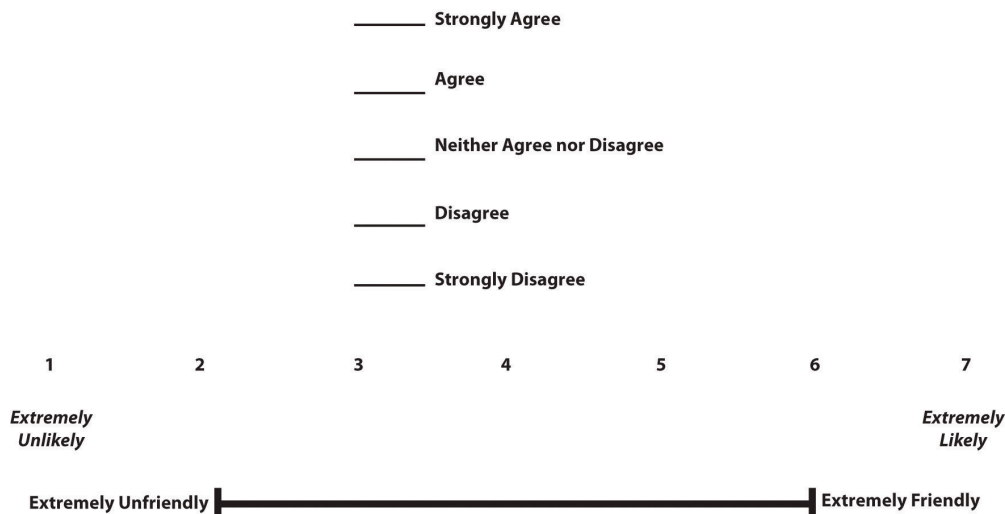 Strongly Agree
Agree
Neither Agree nor Disagree
Disagree
Strongly Disagree
1 2 3 4 5 6 7
Extremely Unlikely
Extremely Likely
Extremely Unfriendly Extremely Friendly